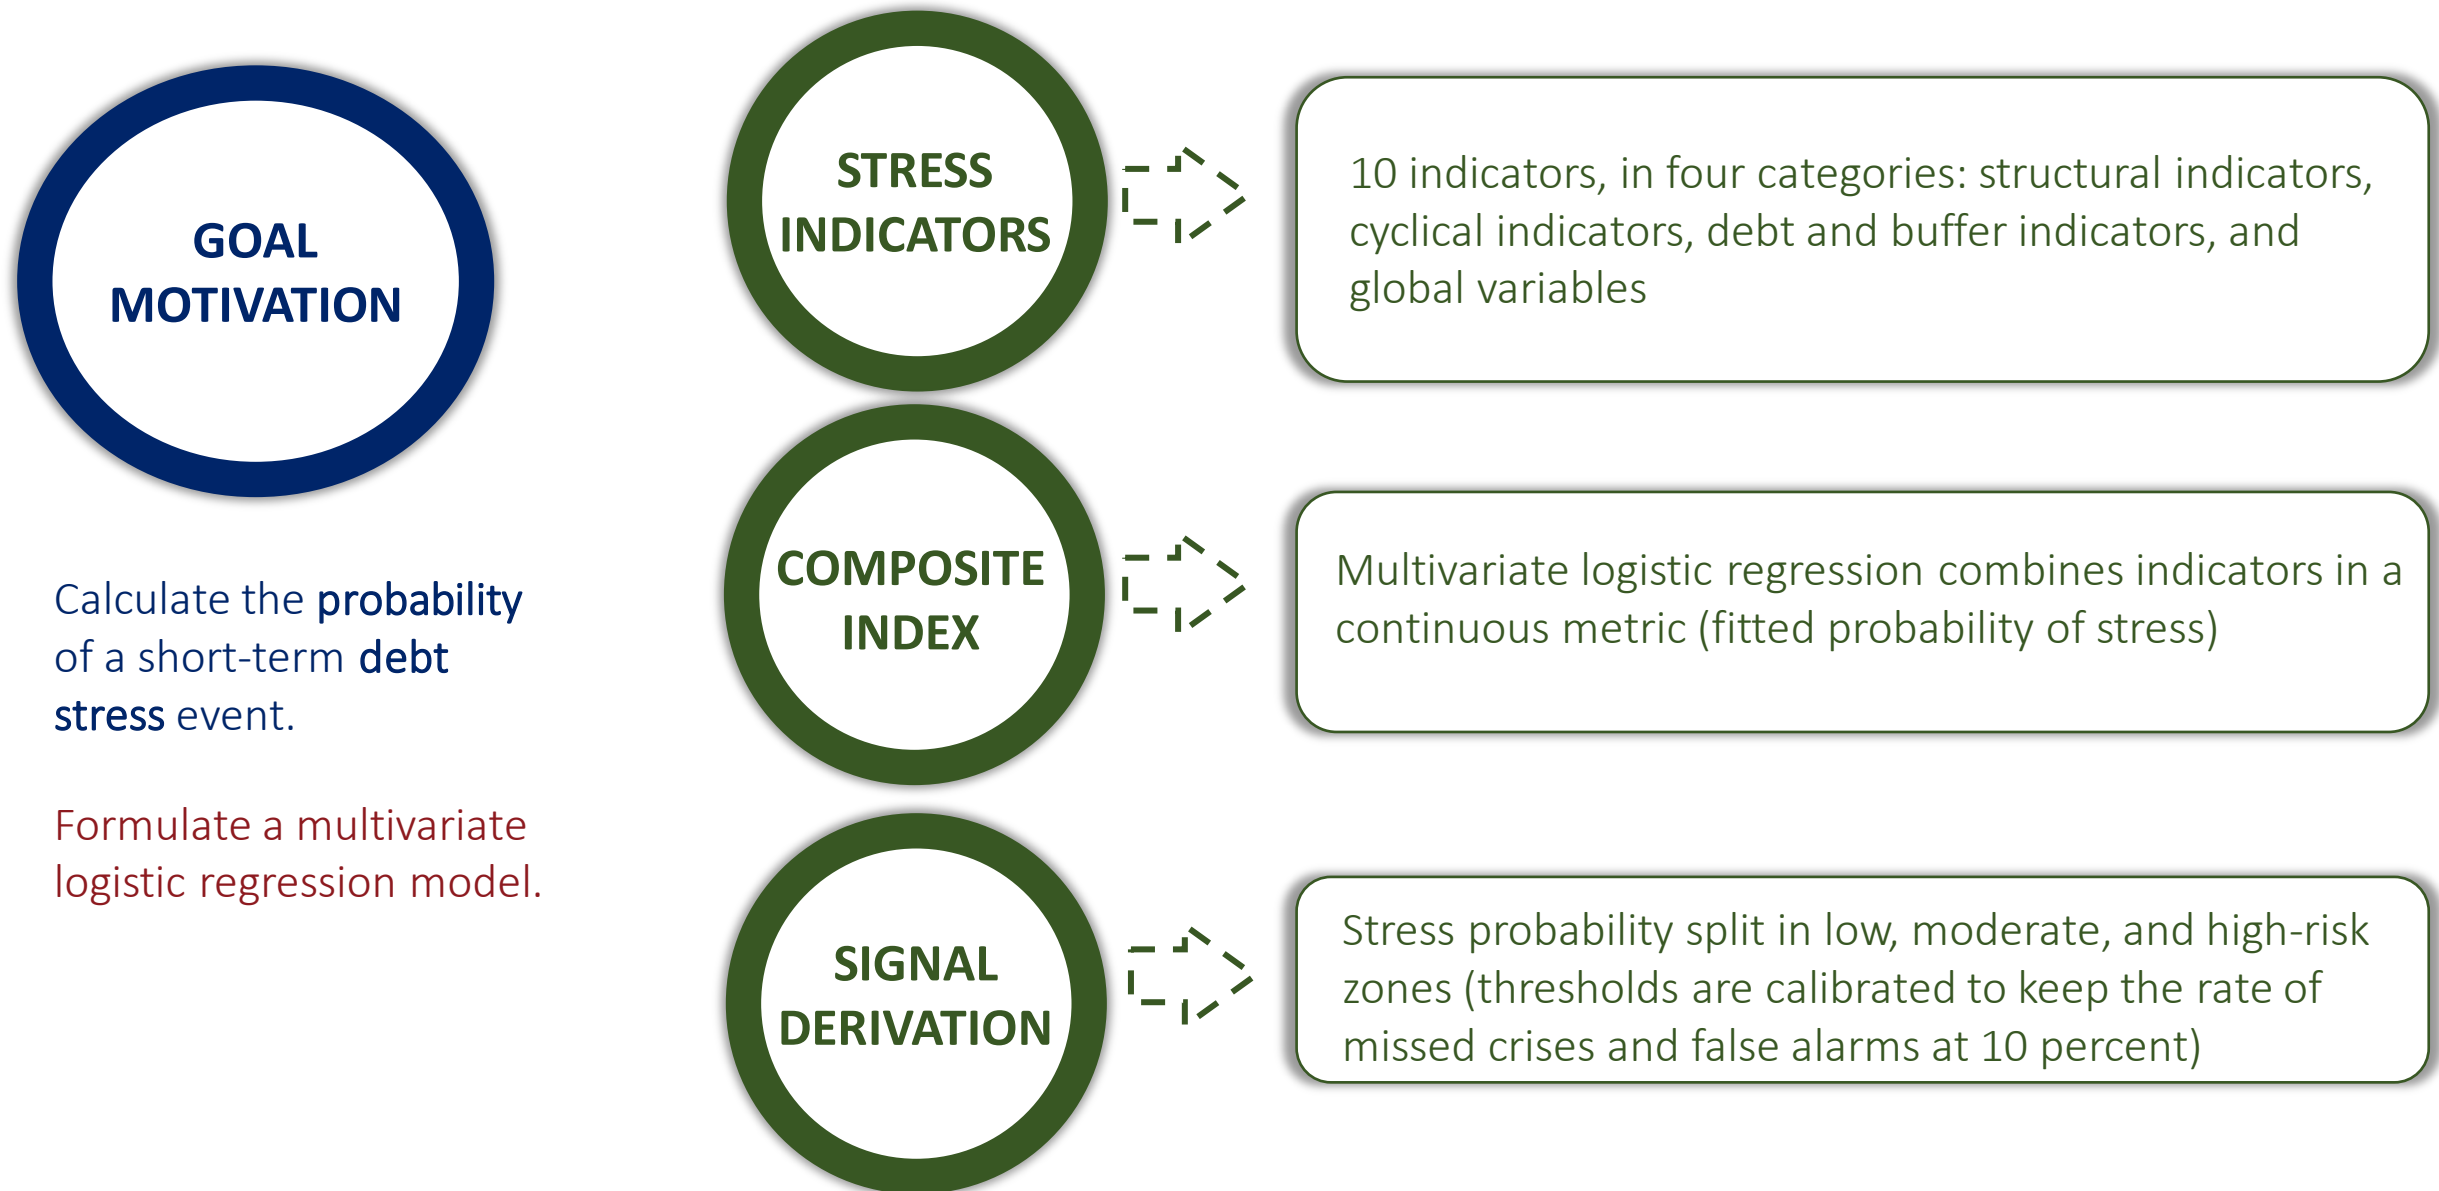 GOAL
MOTIVATION
Calculate the probability
of a short-term debt
stress event.
Formulate a multivariate
logistic regression model.
STRESS
INDICATORS
10 indicators, in four categories: structural indicators,
cyclical indicators, debt and buffer indicators, and
global variables
COMPOSITE
INDEX
Multivariate logistic regression combines indicators in a
continuous metric (fitted probability of stress)
SIGNAL
DERIVATION
Stress probability split in low, moderate, and high-risk
zones (thresholds are calibrated to keep the rate of
missed crises and false alarms at 10 percent)